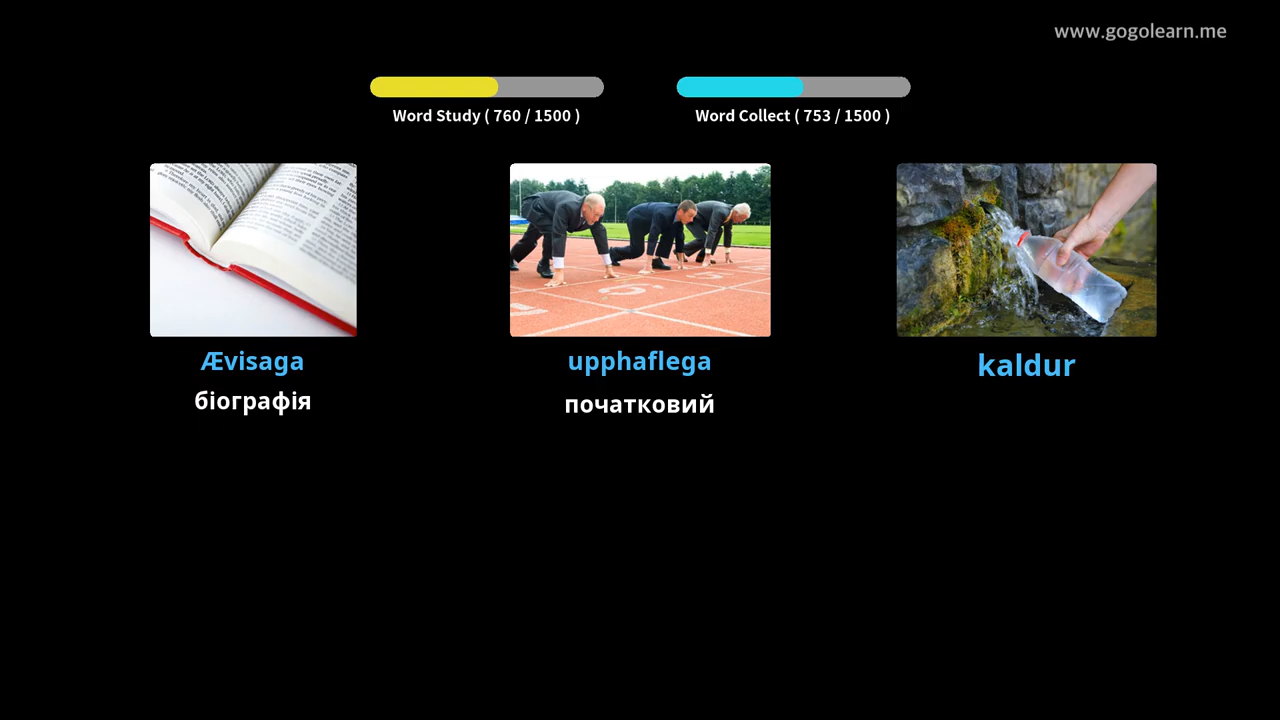 www.gogolearn.me
Word Study ( 760 / 1500 )
Word Collect ( 753 / 1500 )
Ævisaga
біографія
upphaflega
початковий
kaldur